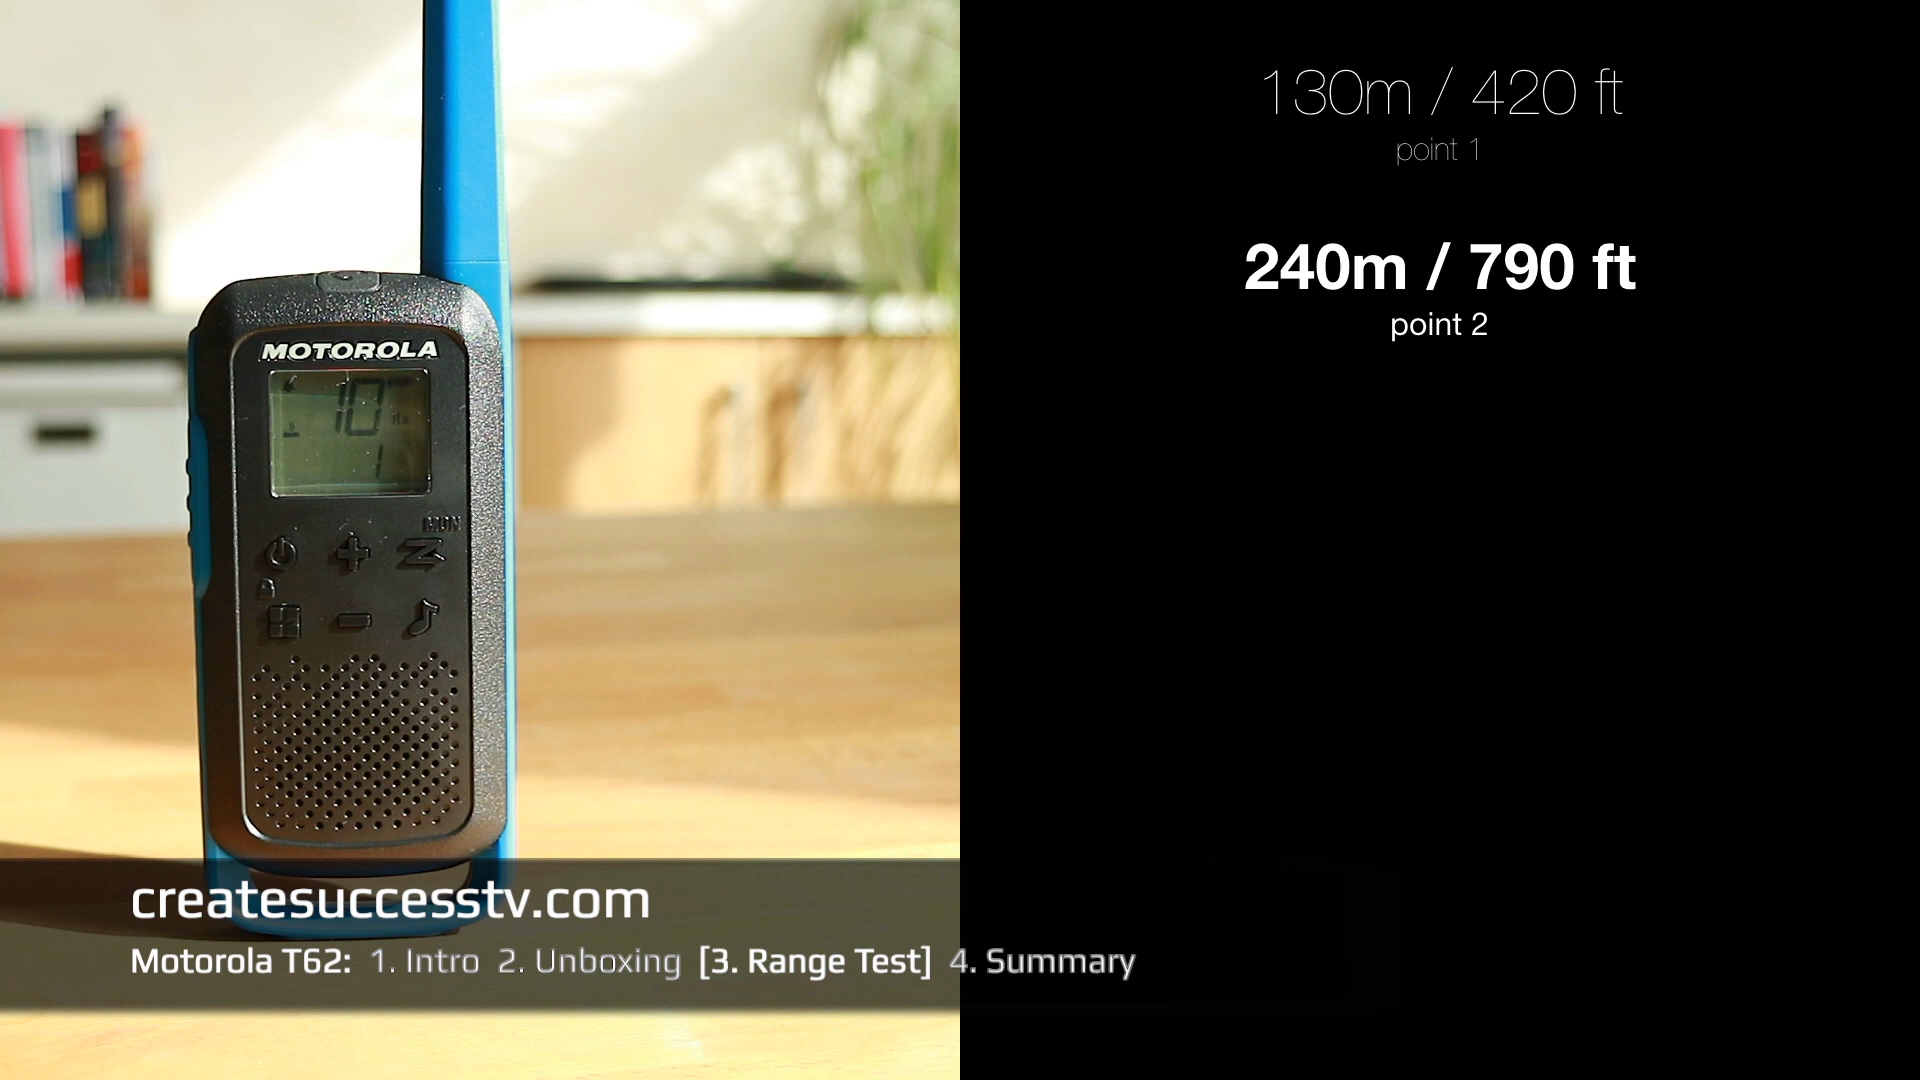 130m / 420 ft
point 1
240m / 790 ft
point 2
MOTOROLA
10
1
createsuccesstv.com
Motorola T62: 1. Intro 2. Unboxing [3. Range Test] 4. Summary